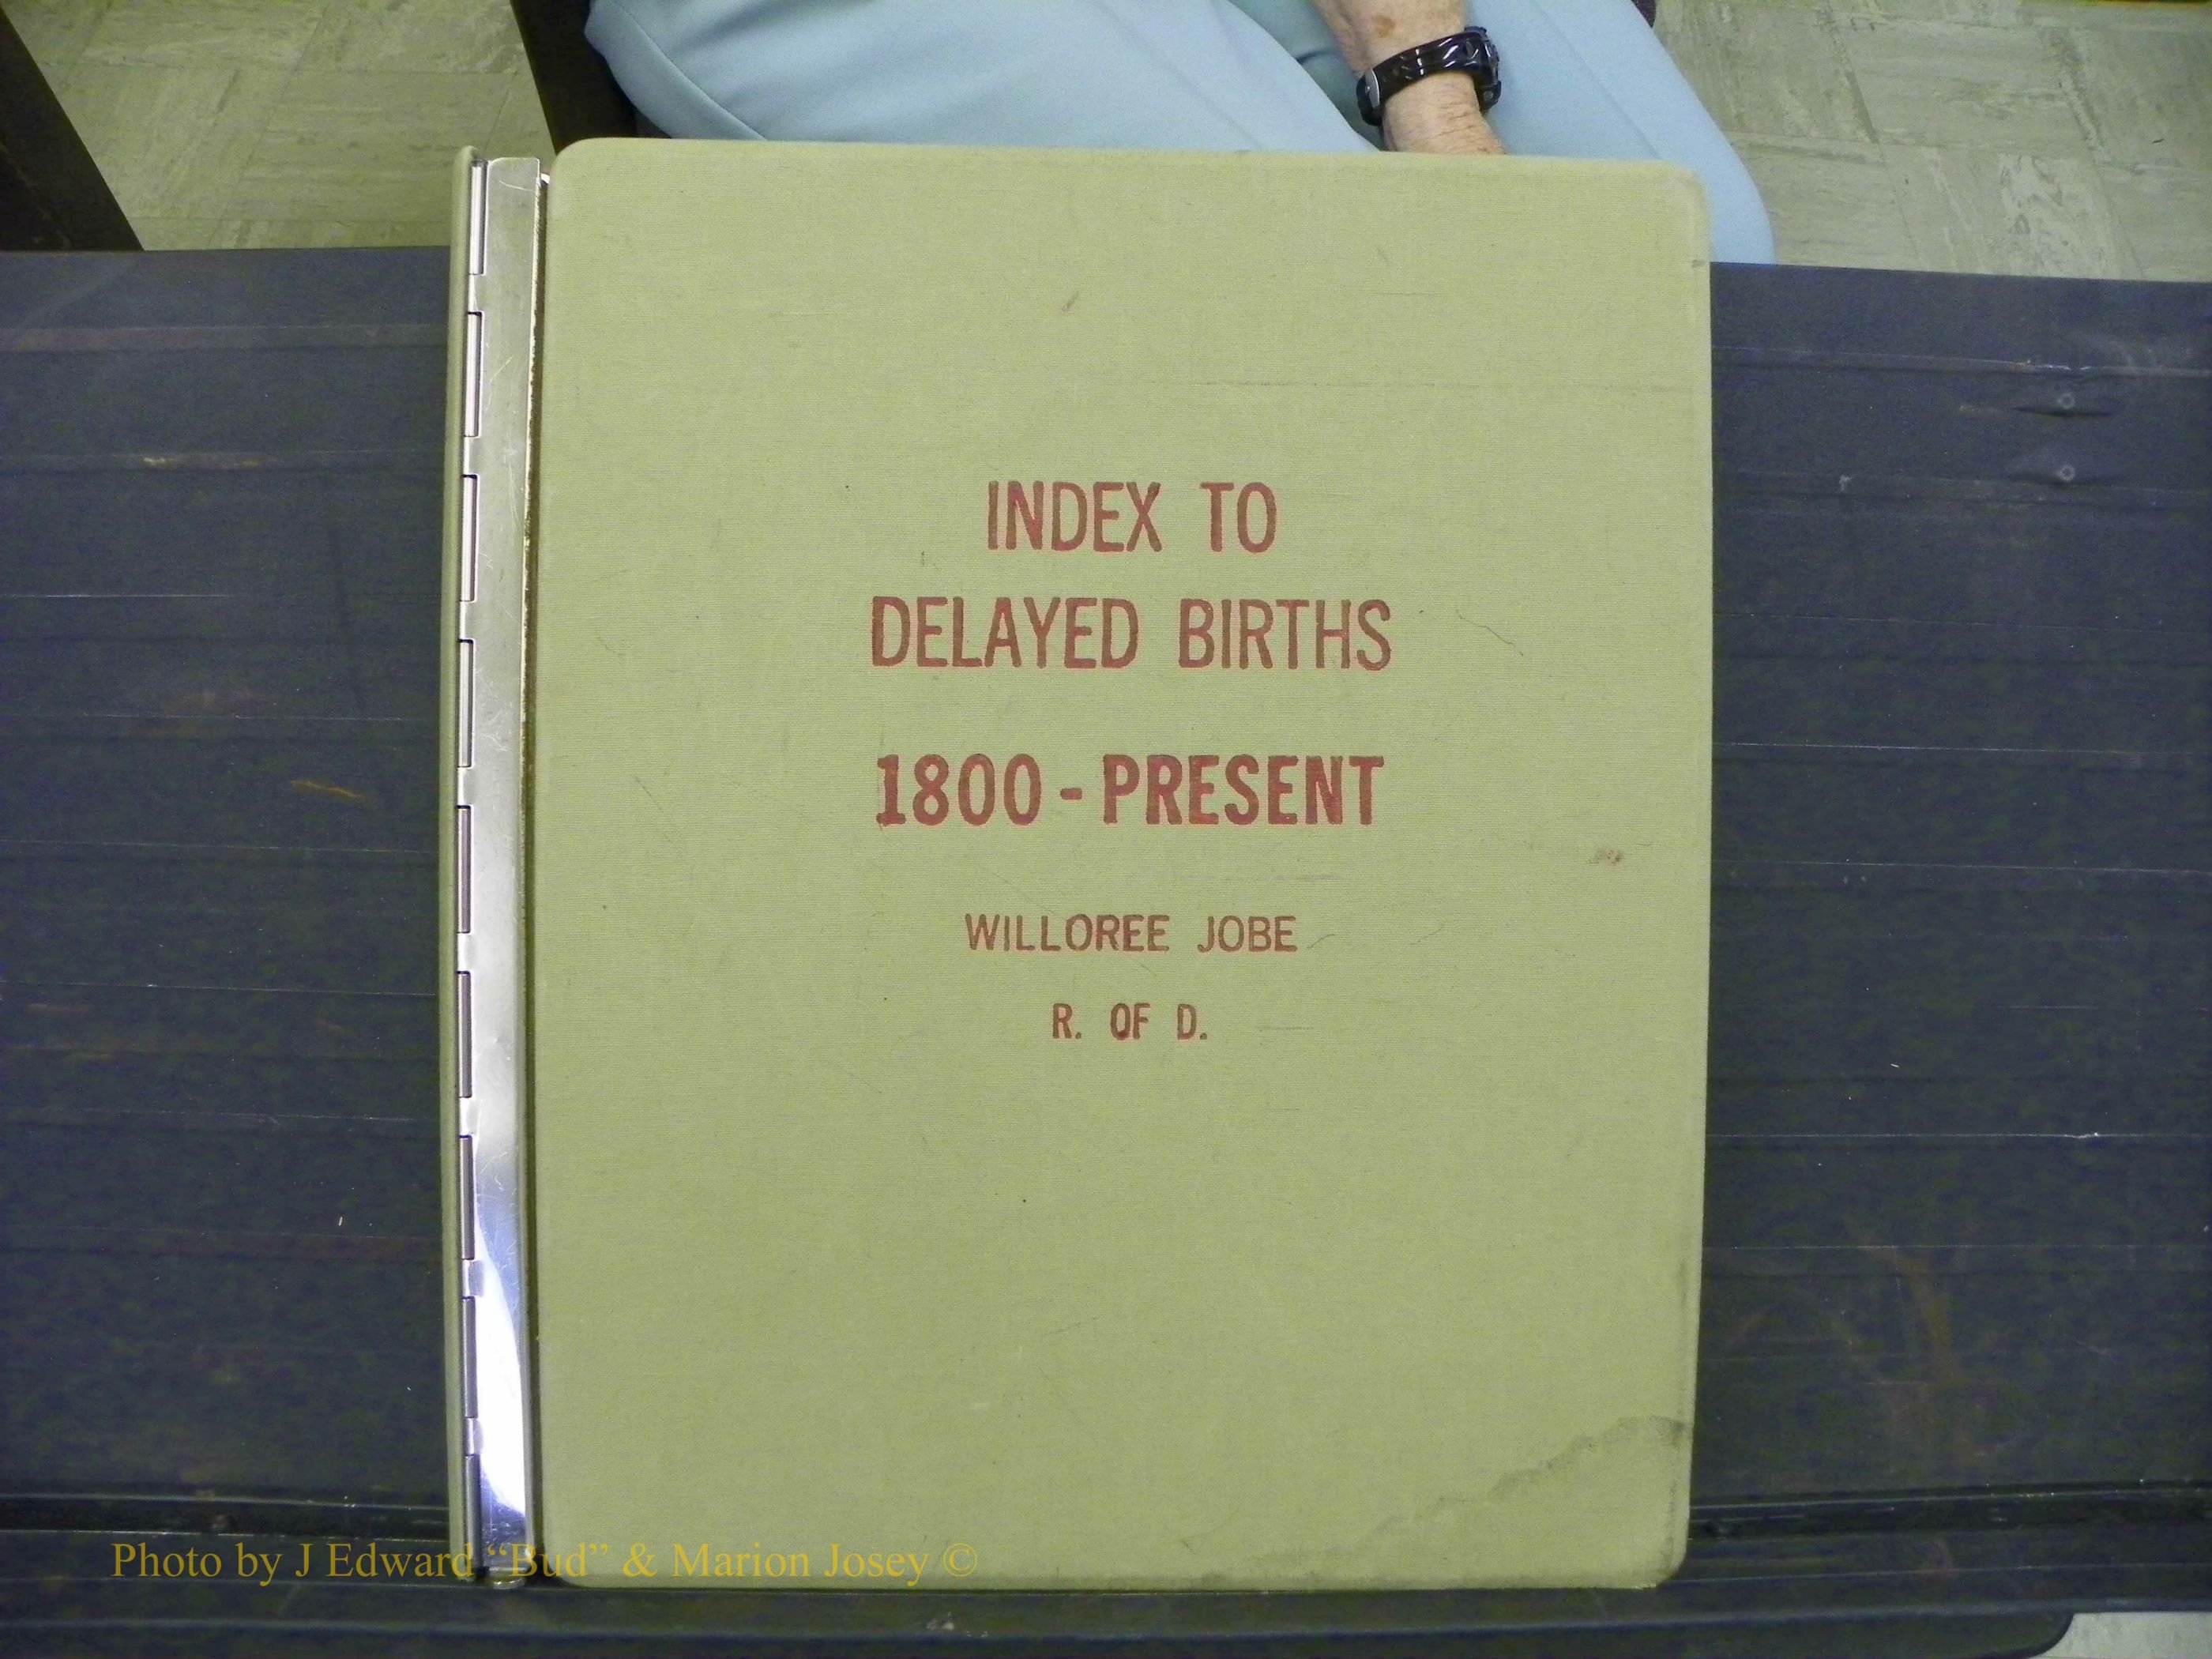 INDEX TO
DELAYED BIRTHS
1800 - PRESENT
WILLOREE JOBE
R. OF D.
Photo by J Edward “Bud” & Marion Josey ©